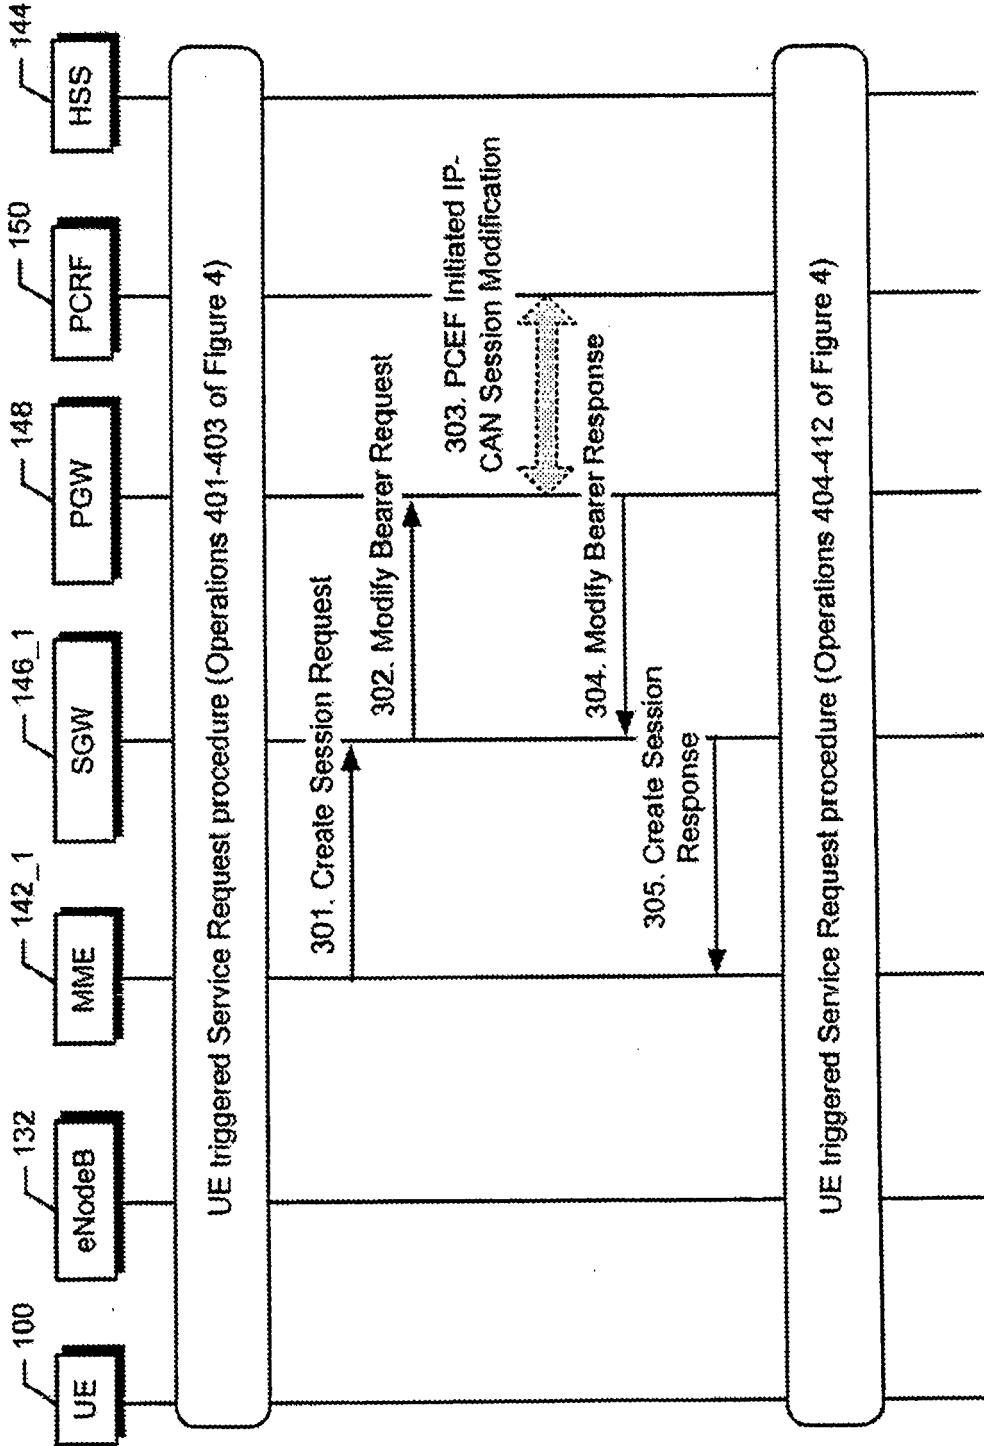 100
132
142_1
146_1
148
150
144
UE
eNodeB
MME
SGW
PGW
PCRF
HSS
UE triggered Service Request procedure (Operations 401-403 of Figure 4)
301. Create Session Request
302. Modify Bearer Request
303. PCEF Initiated IP-
CAN Session Modification
304. Modify Bearer Response
305. Create Session
Response
UE triggered Service Request procedure (Operations 404-412 of Figure 4)